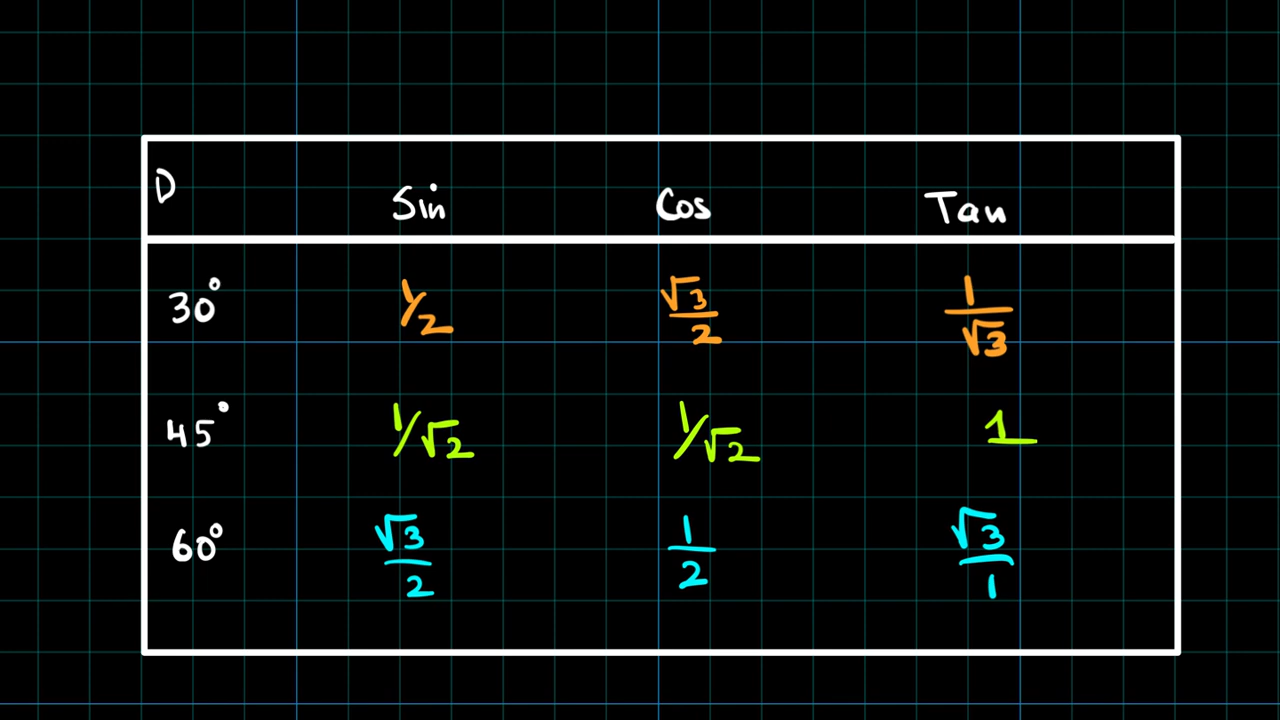 D Sin Cos Tan
30° 1/2 √3/2 1/√3
45° 1/√2 1/√2 1
60° √3/2 1/2 √3/1